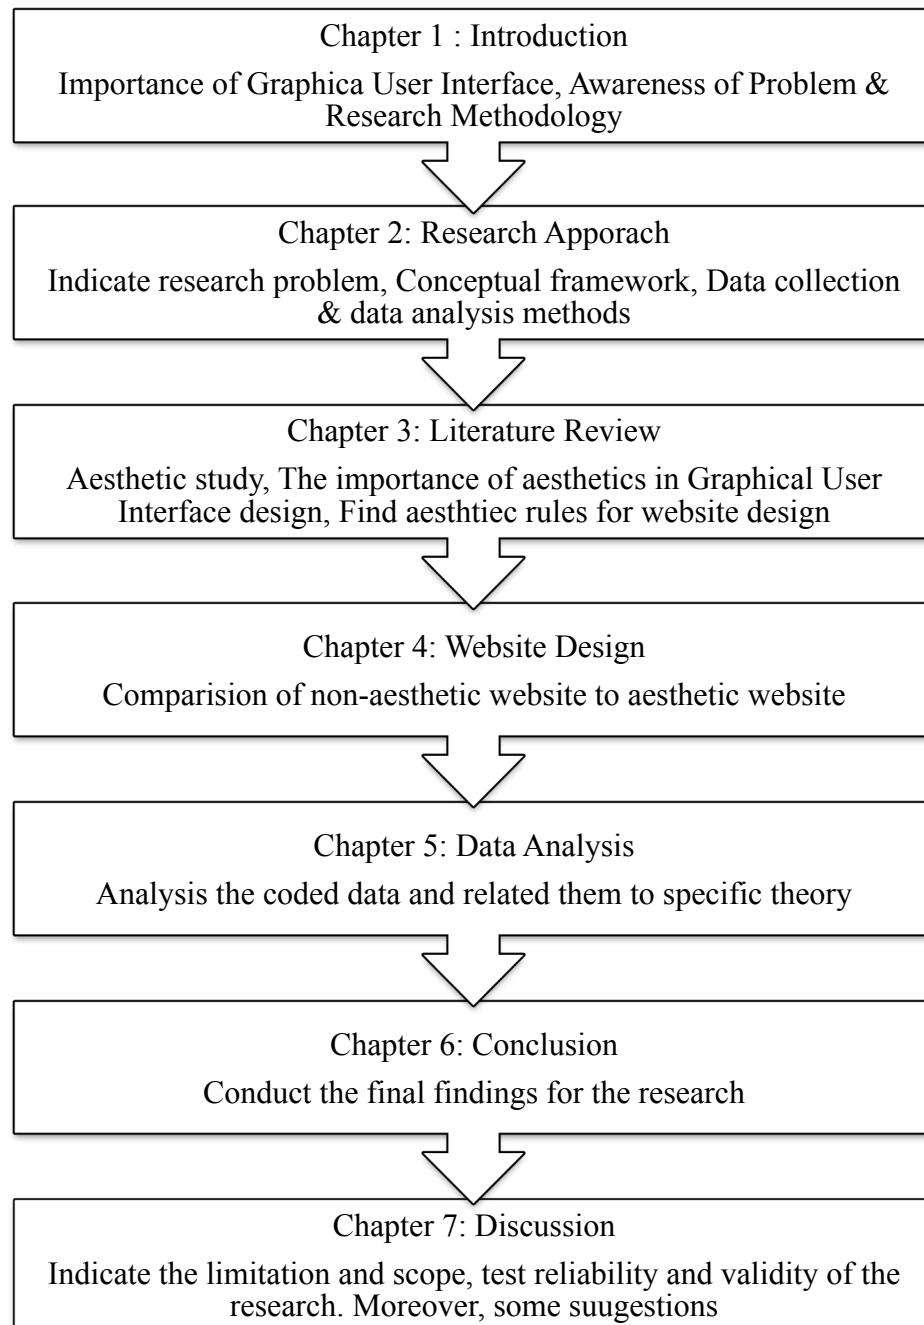 Chapter 1 : Introduction
Importance of Graphica User Interface, Awareness of Problem &
Research Methodology
Chapter 2: Research Apporach
Indicate research problem, Conceptual framework, Data collection
& data analysis methods
Chapter 3: Literature Review
Aesthetic study, The importance of aesthetics in Graphical User
Interface design, Find aesthtiec rules for website design
Chapter 4: Website Design
Comparision of non-aesthetic website to aesthetic website
Chapter 5: Data Analysis
Analysis the coded data and related them to specific theory
Chapter 6: Conclusion
Conduct the final findings for the research
Chapter 7: Discussion
Indicate the limitation and scope, test reliability and validity of the
research. Moreover, some suugestions